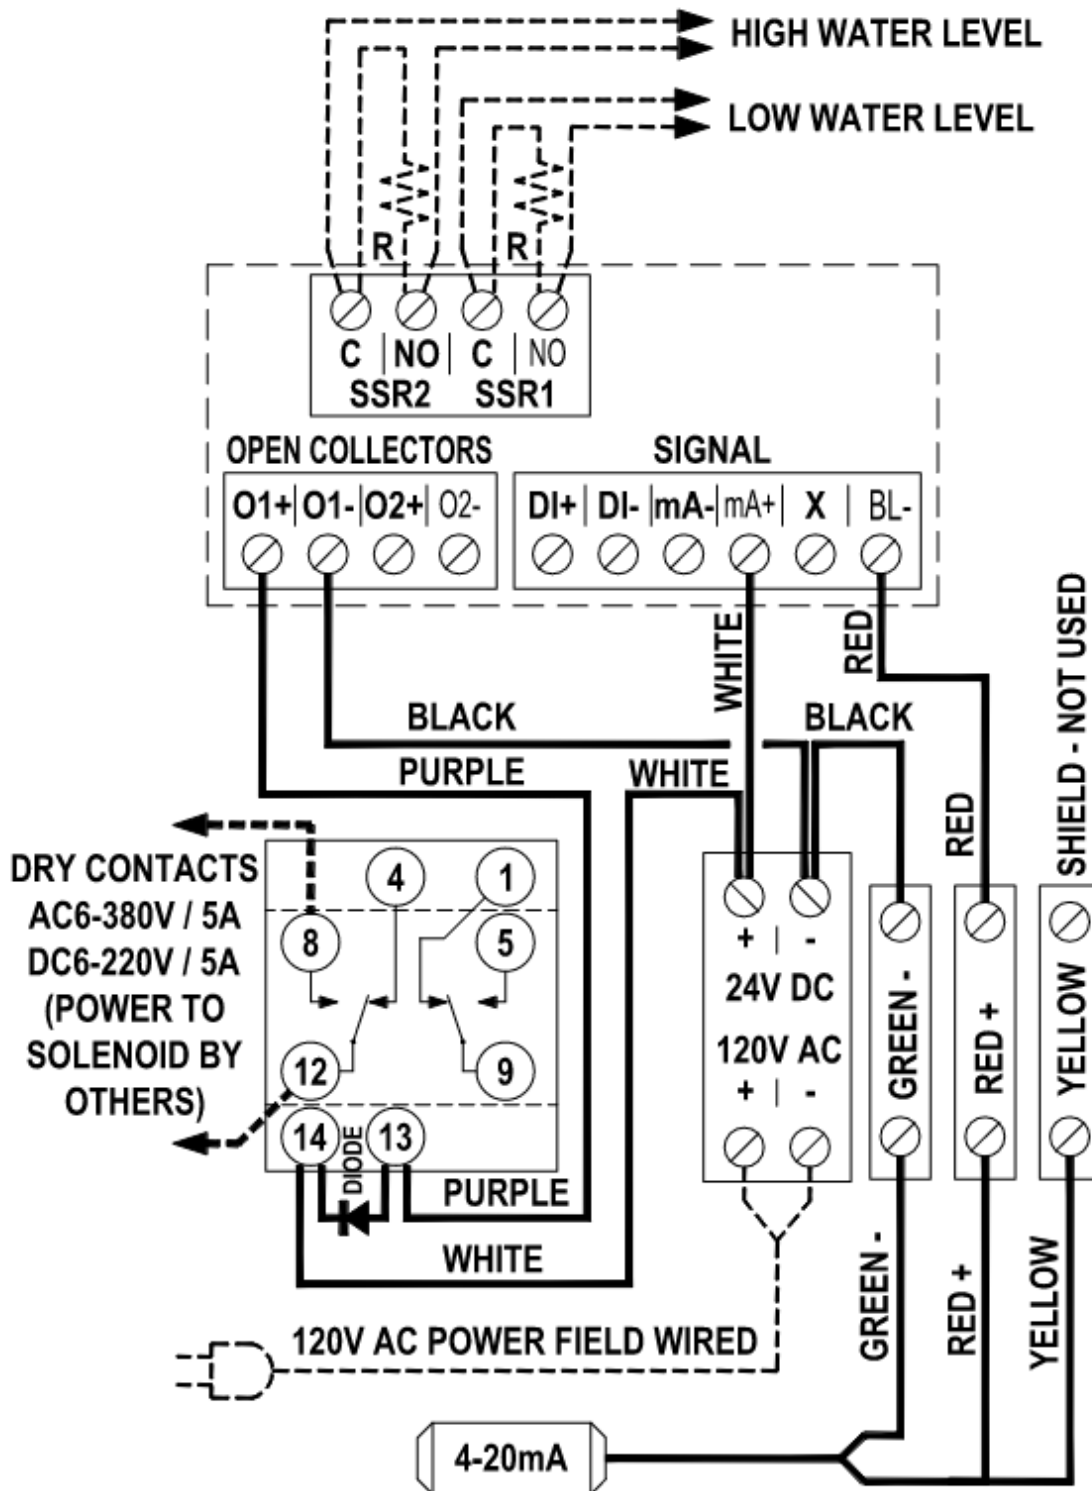 HIGH WATER LEVEL
LOW WATER LEVEL
R R
C | NO | C | NO
SSR2 SSR1
OPEN COLLECTORS
SIGNAL
O1+ | O1- | O2+ | O2-
DI+ | DI- | mA- | mA+ | X | BL-
WHITE
RED
BLACK
BLACK
PURPLE
WHITE
RED
SHIELD - NOT USED
DRY CONTACTS
AC6-380V / 5A
DC6-220V / 5A
(POWER TO
SOLENOID BY
OTHERS)
4 1
8 5
12 9
14 13
DIODE
+ | -
24V DC
120V AC
+ | -
GREEN -
RED +
YELLOW
PURPLE
WHITE
GREEN -
RED +
YELLOW
120V AC POWER FIELD WIRED
4-20mA